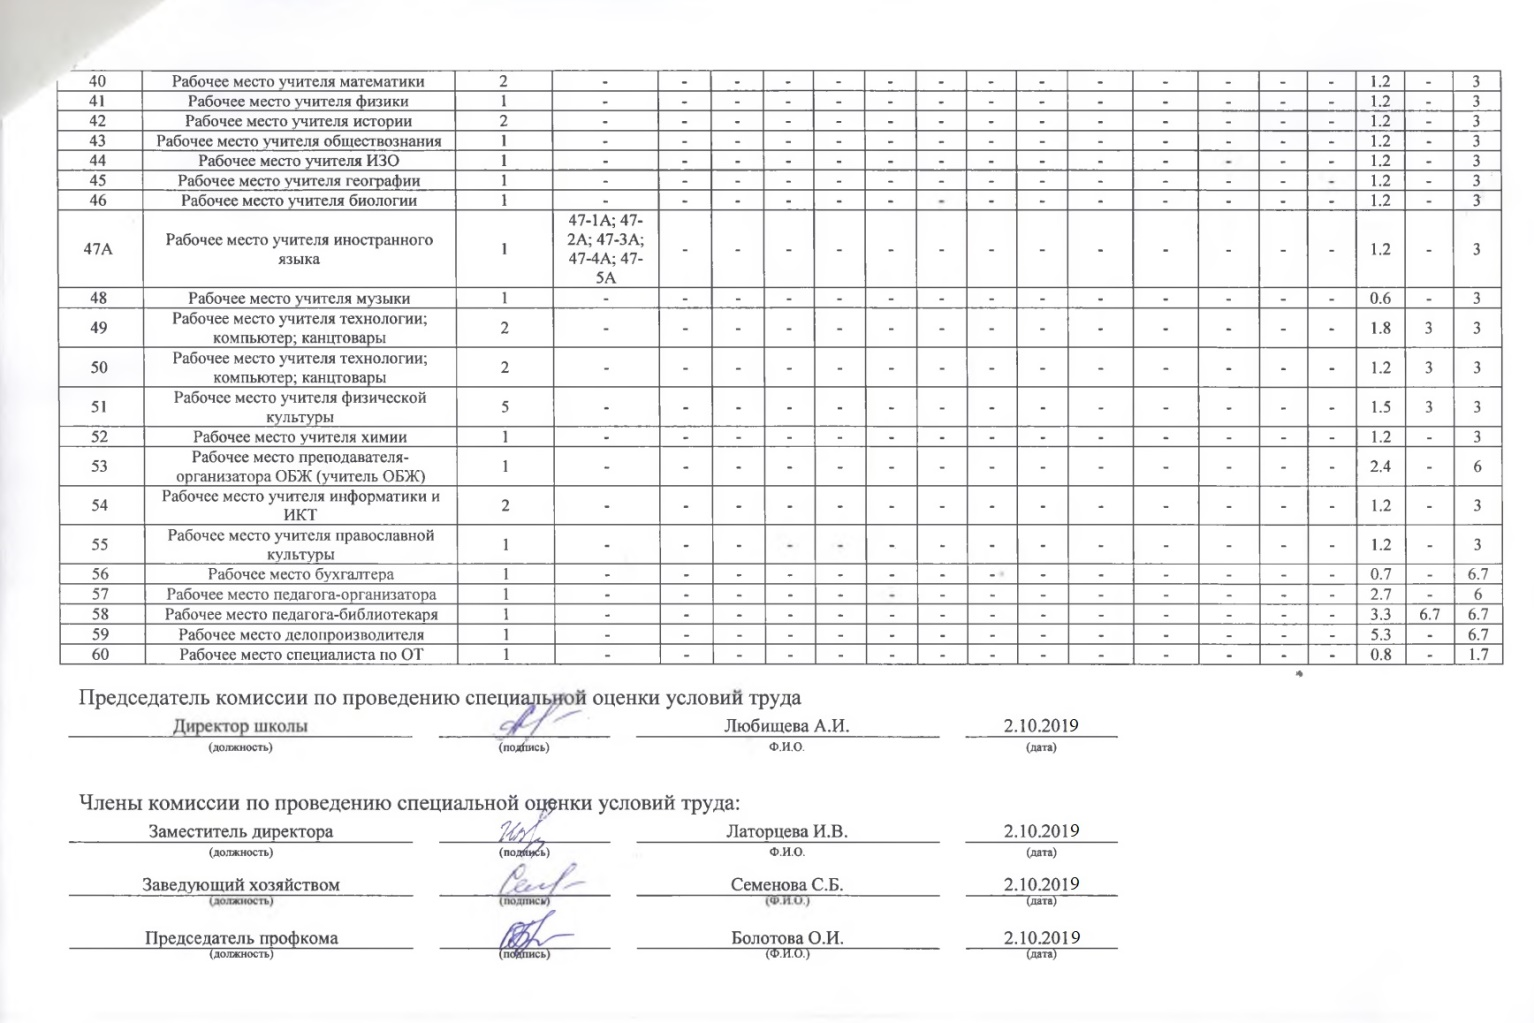 40 Рабочее место учителя математики 2 - - - - - - - - - - - - - - 1.2 - 3
41 Рабочее место учителя физики 1 - - - - - - - - - - - - - - 1.2 - 3
42 Рабочее место учителя истории 2 - - - - - - - - - - - - - - 1.2 - 3
43 Рабочее место учителя обществознания 1 - - - - - - - - - - - - - - 1.2 - 3
44 Рабочее место учителя ИЗО 1 - - - - - - - - - - - - - - 1.2 - 3
45 Рабочее место учителя географии 1 - - - - - - - - - - - - - - 1.2 - 3
46 Рабочее место учителя биологии 1 - - - - - - - - - - - - - - 1.2 - 3
47А Рабочее место учителя иностранного
языка 1 47-1А; 47-
2А; 47-3А;
47-4А; 47-
5А - - - - - - - - - - - - - 1.2 - 3
48 Рабочее место учителя музыки 1 - - - - - - - - - - - - - - 0.6 - 3
49 Рабочее место учителя технологии;
компьютер; канцтовары 2 - - - - - - - - - - - - - - 1.8 3 3
50 Рабочее место учителя технологии;
компьютер; канцтовары 2 - - - - - - - - - - - - - - 1.2 3 3
51 Рабочее место учителя физической
культуры 5 - - - - - - - - - - - - - - 1.5 3 3
52 Рабочее место учителя химии 1 - - - - - - - - - - - - - - 1.2 - 3
53 Рабочее место преподавателя-
организатора ОБЖ (учитель ОБЖ) 1 - - - - - - - - - - - - - - 2.4 - 6
54 Рабочее место учителя информатики и
ИКТ 2 - - - - - - - - - - - - - - 1.2 - 3
55 Рабочее место учителя православной
культуры 1 - - - - - - - - - - - - - - 1.2 - 3
56 Рабочее место бухгалтера 1 - - - - - - - - - - - - - - 0.7 - 6.7
57 Рабочее место педагога-организатора 1 - - - - - - - - - - - - - - 2.7 - 6
58 Рабочее место педагога-библиотекаря 1 - - - - - - - - - - - - - - 3.3 6.7 6.7
59 Рабочее место делопроизводителя 1 - - - - - - - - - - - - - - 5.3 - 6.7
60 Рабочее место специалиста по ОТ 1 - - - - - - - - - - - - - - 0.8 - 1.7
Председатель комиссии по проведению специальной оценки условий труда
Директор школы Любищева А.И. 2.10.2019
(должность) (подпись) Ф.И.О. (дата)
Члены комиссии по проведению специальной оценки условий труда:
Заместитель директора Латорцева И.В. 2.10.2019
(должность) (подпись) Ф.И.О. (дата)
Заведующий хозяйством Семенова С.Б. 2.10.2019
(должность) (подпись) (Ф.И.О.) (дата)
Председатель профкома Болотова О.И. 2.10.2019
(должность) (подпись) (Ф.И.О.) (дата)